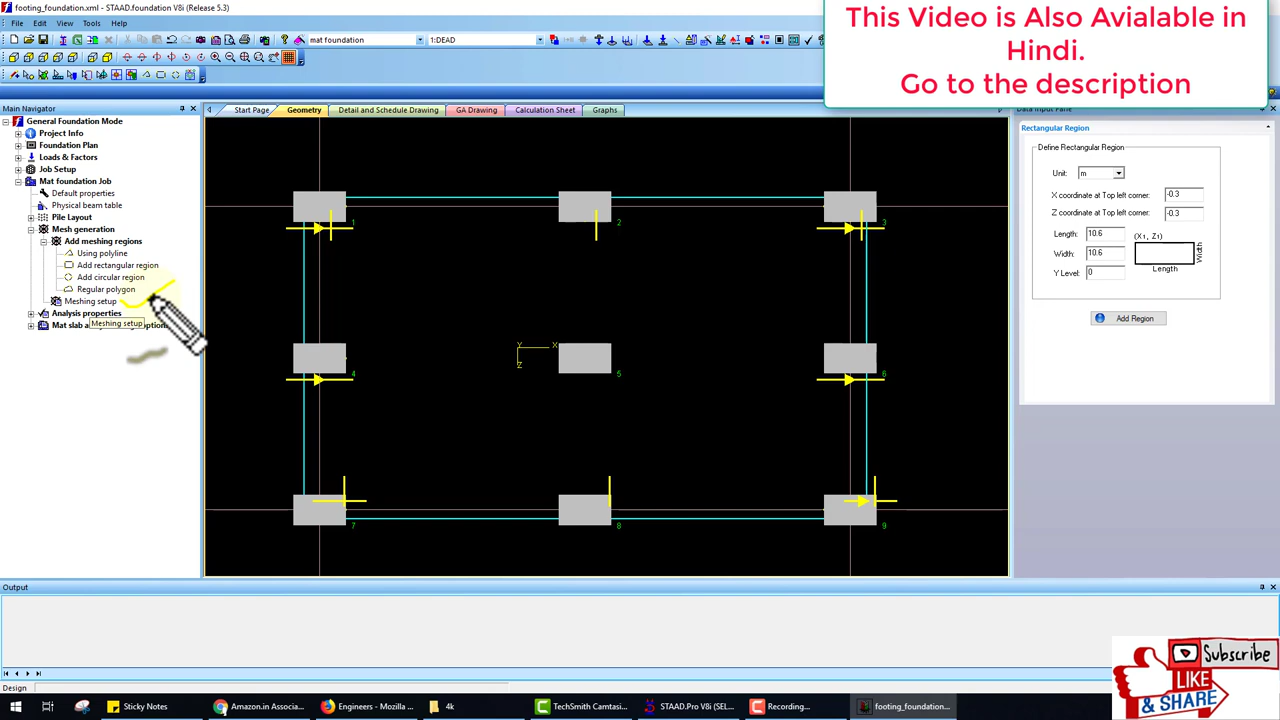 footing_foundation.xml - STAAD.foundation V8i (Release 5.3)
This Video is Also Avialable in
Hindi.
Go to the description
File Edit View Tools Help
mat foundation 1:DEAD
Main Navigator
Start Page Geometry Detail and Schedule Drawing GA Drawing Calculation Sheet Graphs
Data Input Pane
General Foundation Mode
Project Info
Foundation Plan
Loads & Factors
Job Setup
Mat foundation Job
Default properties
Physical beam table
Pile Layout
Mesh generation
Add meshing regions
Using polyline
Add rectangular region
Add circular region
Regular polygon
Meshing setup
Analysis properties
Meshing setup
1
2
3
4
5
6
7
8
9
Y X
Z
Rectangular Region
Define Rectangular Region
Unit: m
X coordinate at Top left corner: -0.3
Z coordinate at Top left corner: -0.3
Length: 10.6 (X1, Z1)
Width: 10.6 Width
Y Level: 0 Length
Add Region
Output
Design
Subscribe
LIKE
& SHARE
Sticky Notes Amazon.in Associa... Engineers - Mozilla ... 4k TechSmith Camtasi... STAAD.Pro V8i (SEL... Recording... footing_foundation...